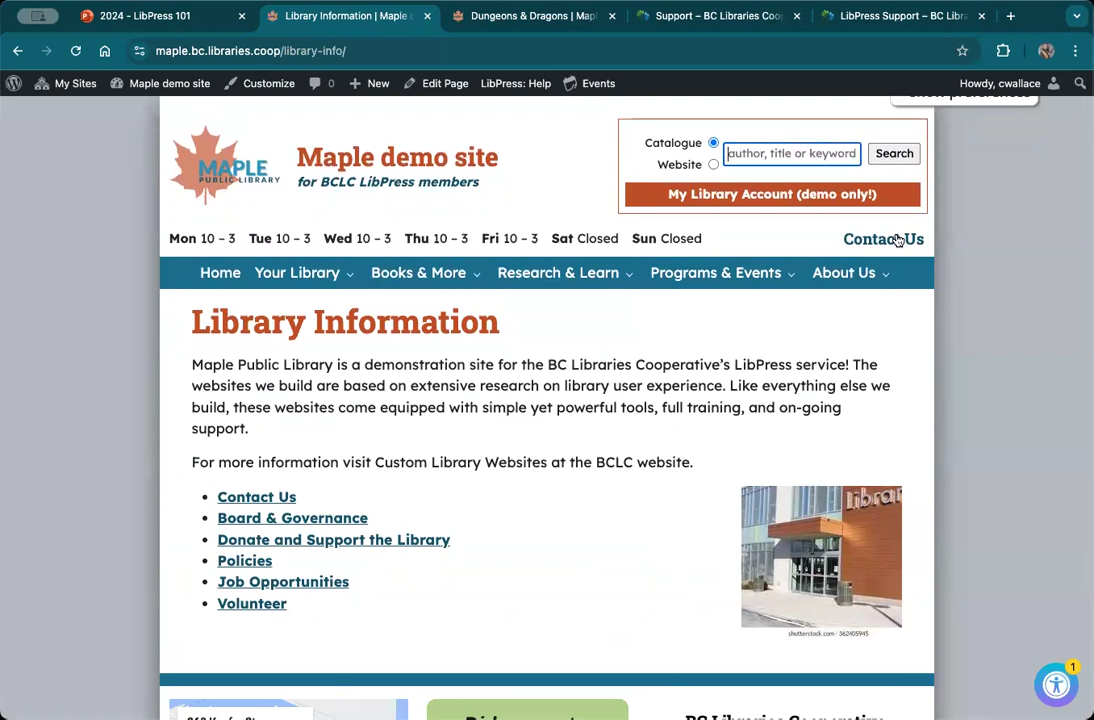 2024 - LibPress 101
Library Information | Maple
Dungeons & Dragons | Map
Support – BC Libraries Coo
LibPress Support – BC Libra
maple.bc.libraries.coop/library-info/
My Sites Maple demo site Customize 0 New Edit Page LibPress: Help Events Howdy, cwallace
MAPLE
PUBLIC LIBRARY
Maple demo site
for BCLC LibPress members
Catalogue
Website
author, title or keyword
Search
My Library Account (demo only!)
Mon 10 – 3 Tue 10 – 3 Wed 10 – 3 Thu 10 – 3 Fri 10 – 3 Sat Closed Sun Closed
Contact Us
Home Your Library Books & More Research & Learn Programs & Events About Us
Library Information
Maple Public Library is a demonstration site for the BC Libraries Cooperative's LibPress service! The
websites we build are based on extensive research on library user experience. Like everything else we
build, these websites come equipped with simple yet powerful tools, full training, and on-going
support.
For more information visit Custom Library Websites at the BCLC website.
Contact Us
Board & Governance
Donate and Support the Library
Policies
Job Opportunities
Volunteer
librar
shutterstock.com · 362405945
1
BC Libraries Cooperative